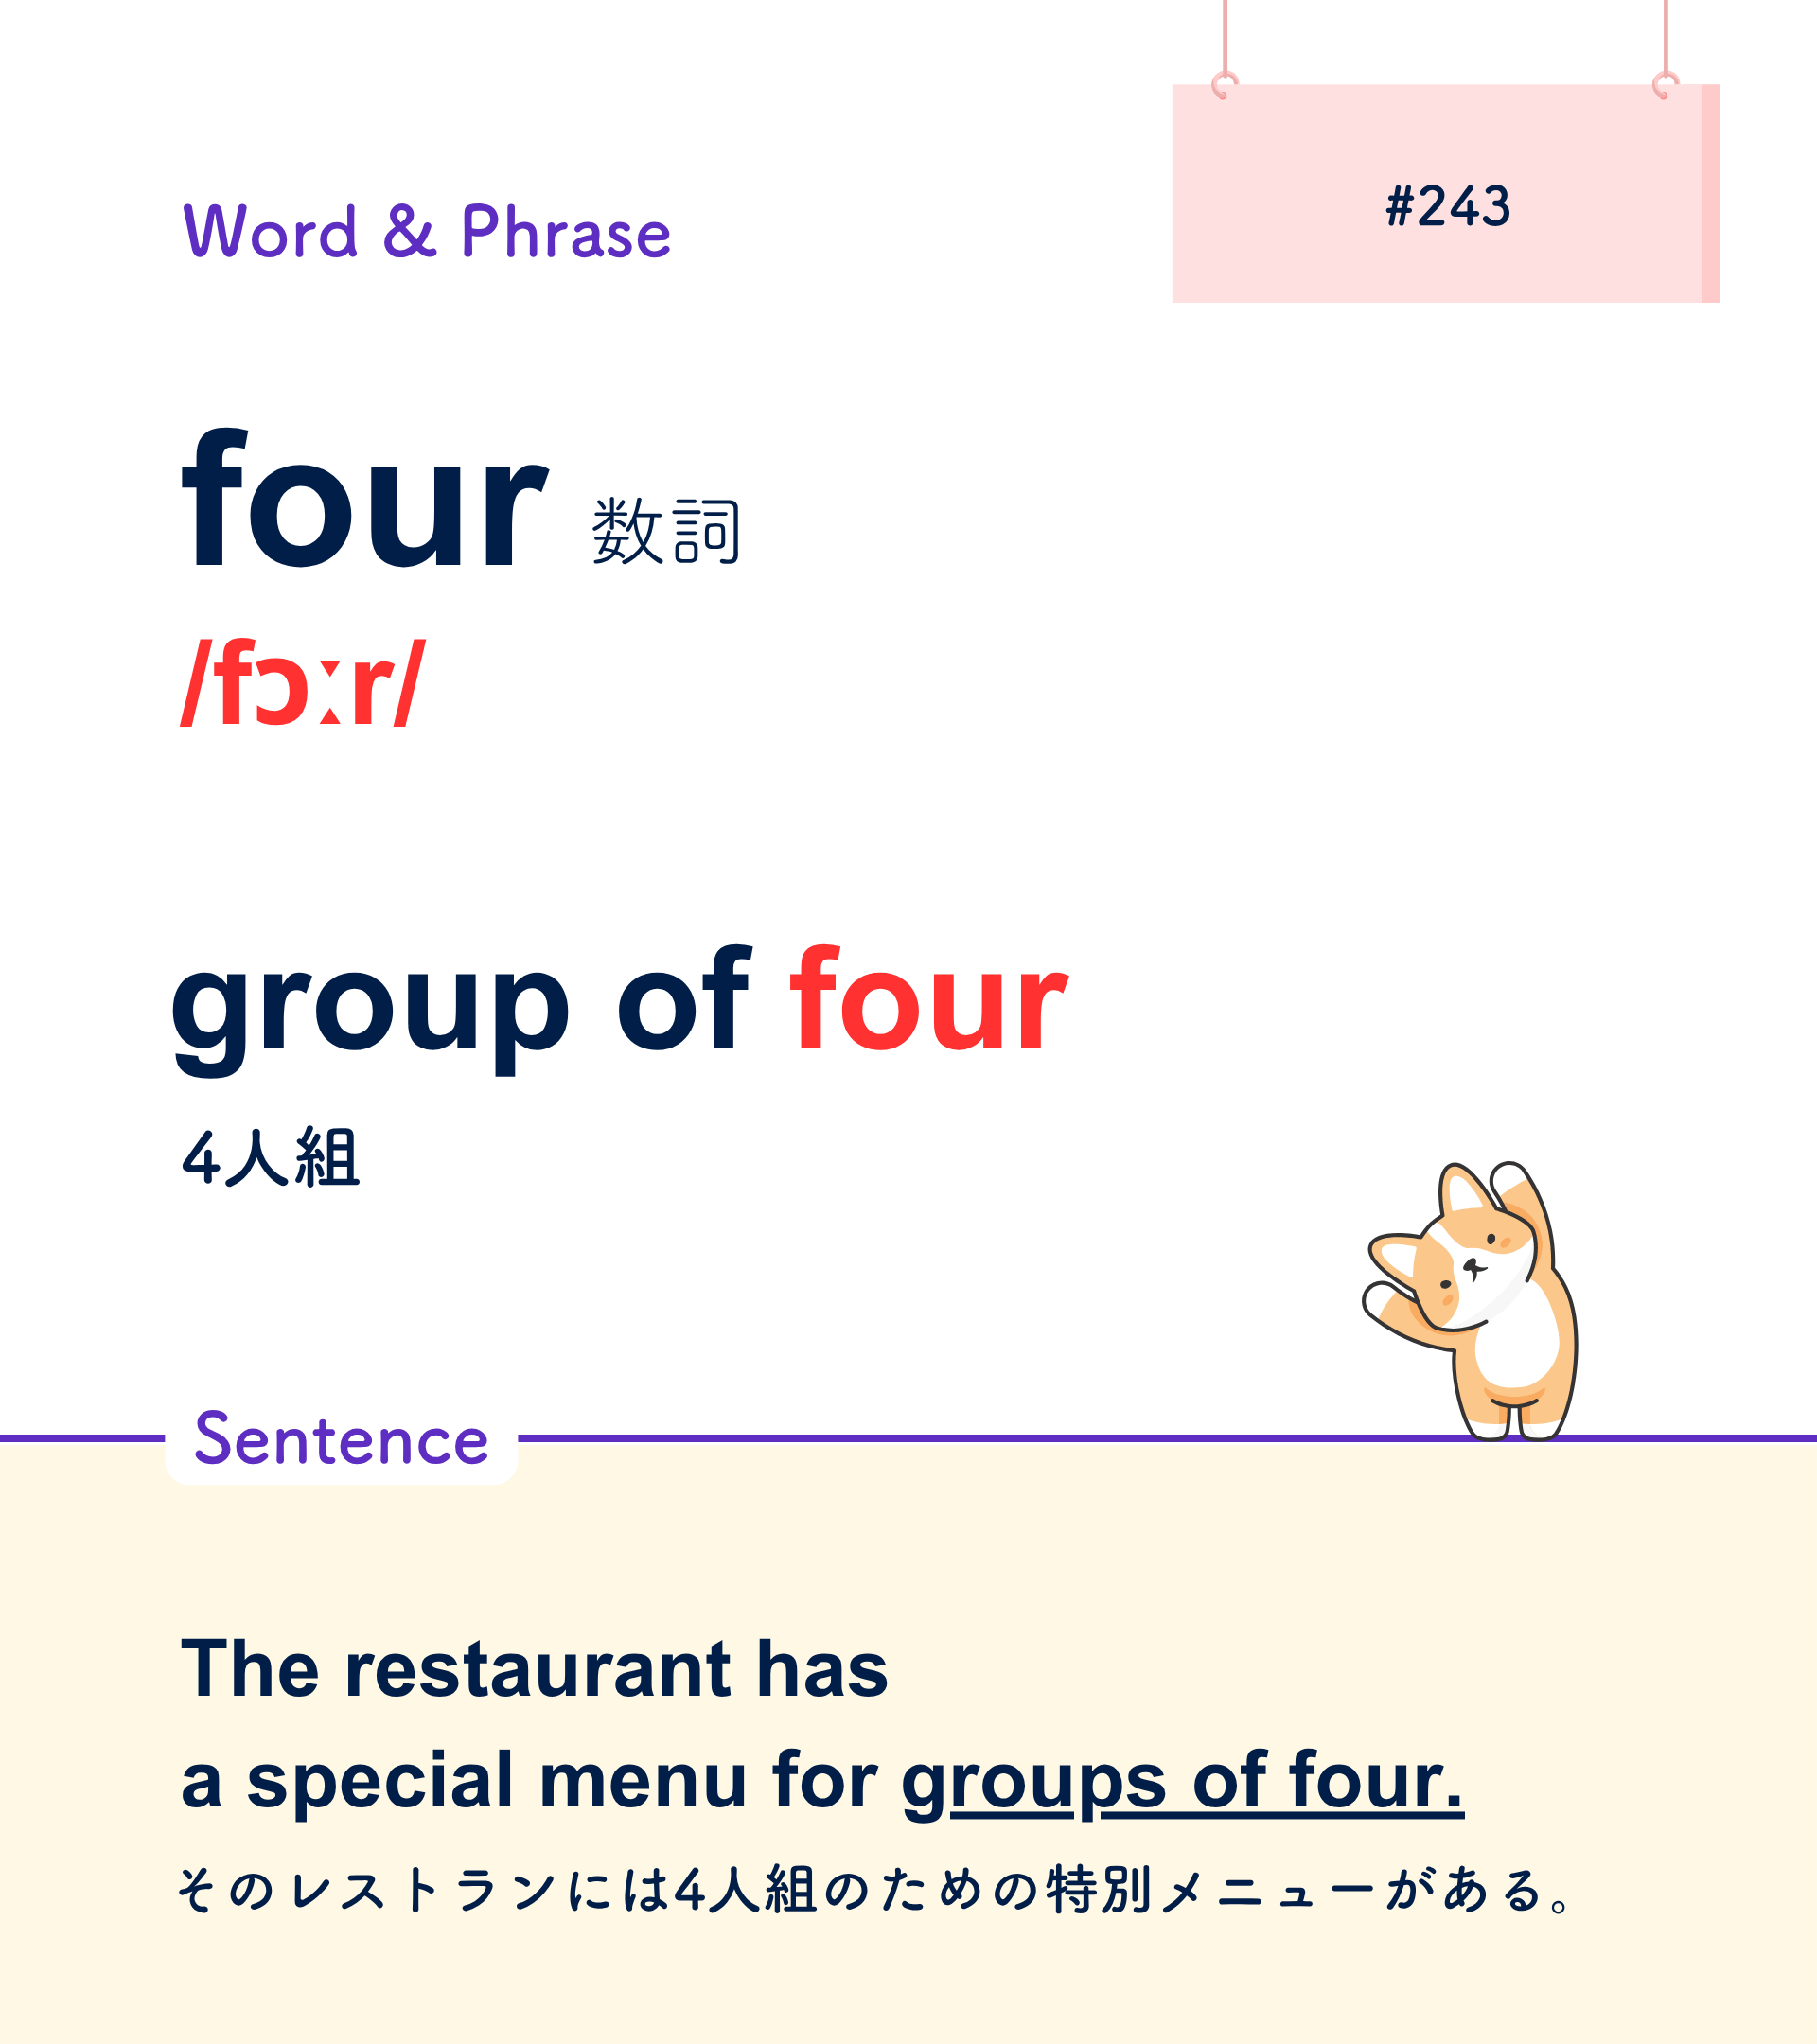 #243
Word & Phrase
four 数詞
/fɔːr/
group of four
4人組
Sentence
The restaurant has
a special menu for groups of four.
そのレストランには4人組のための特別メニューがある。